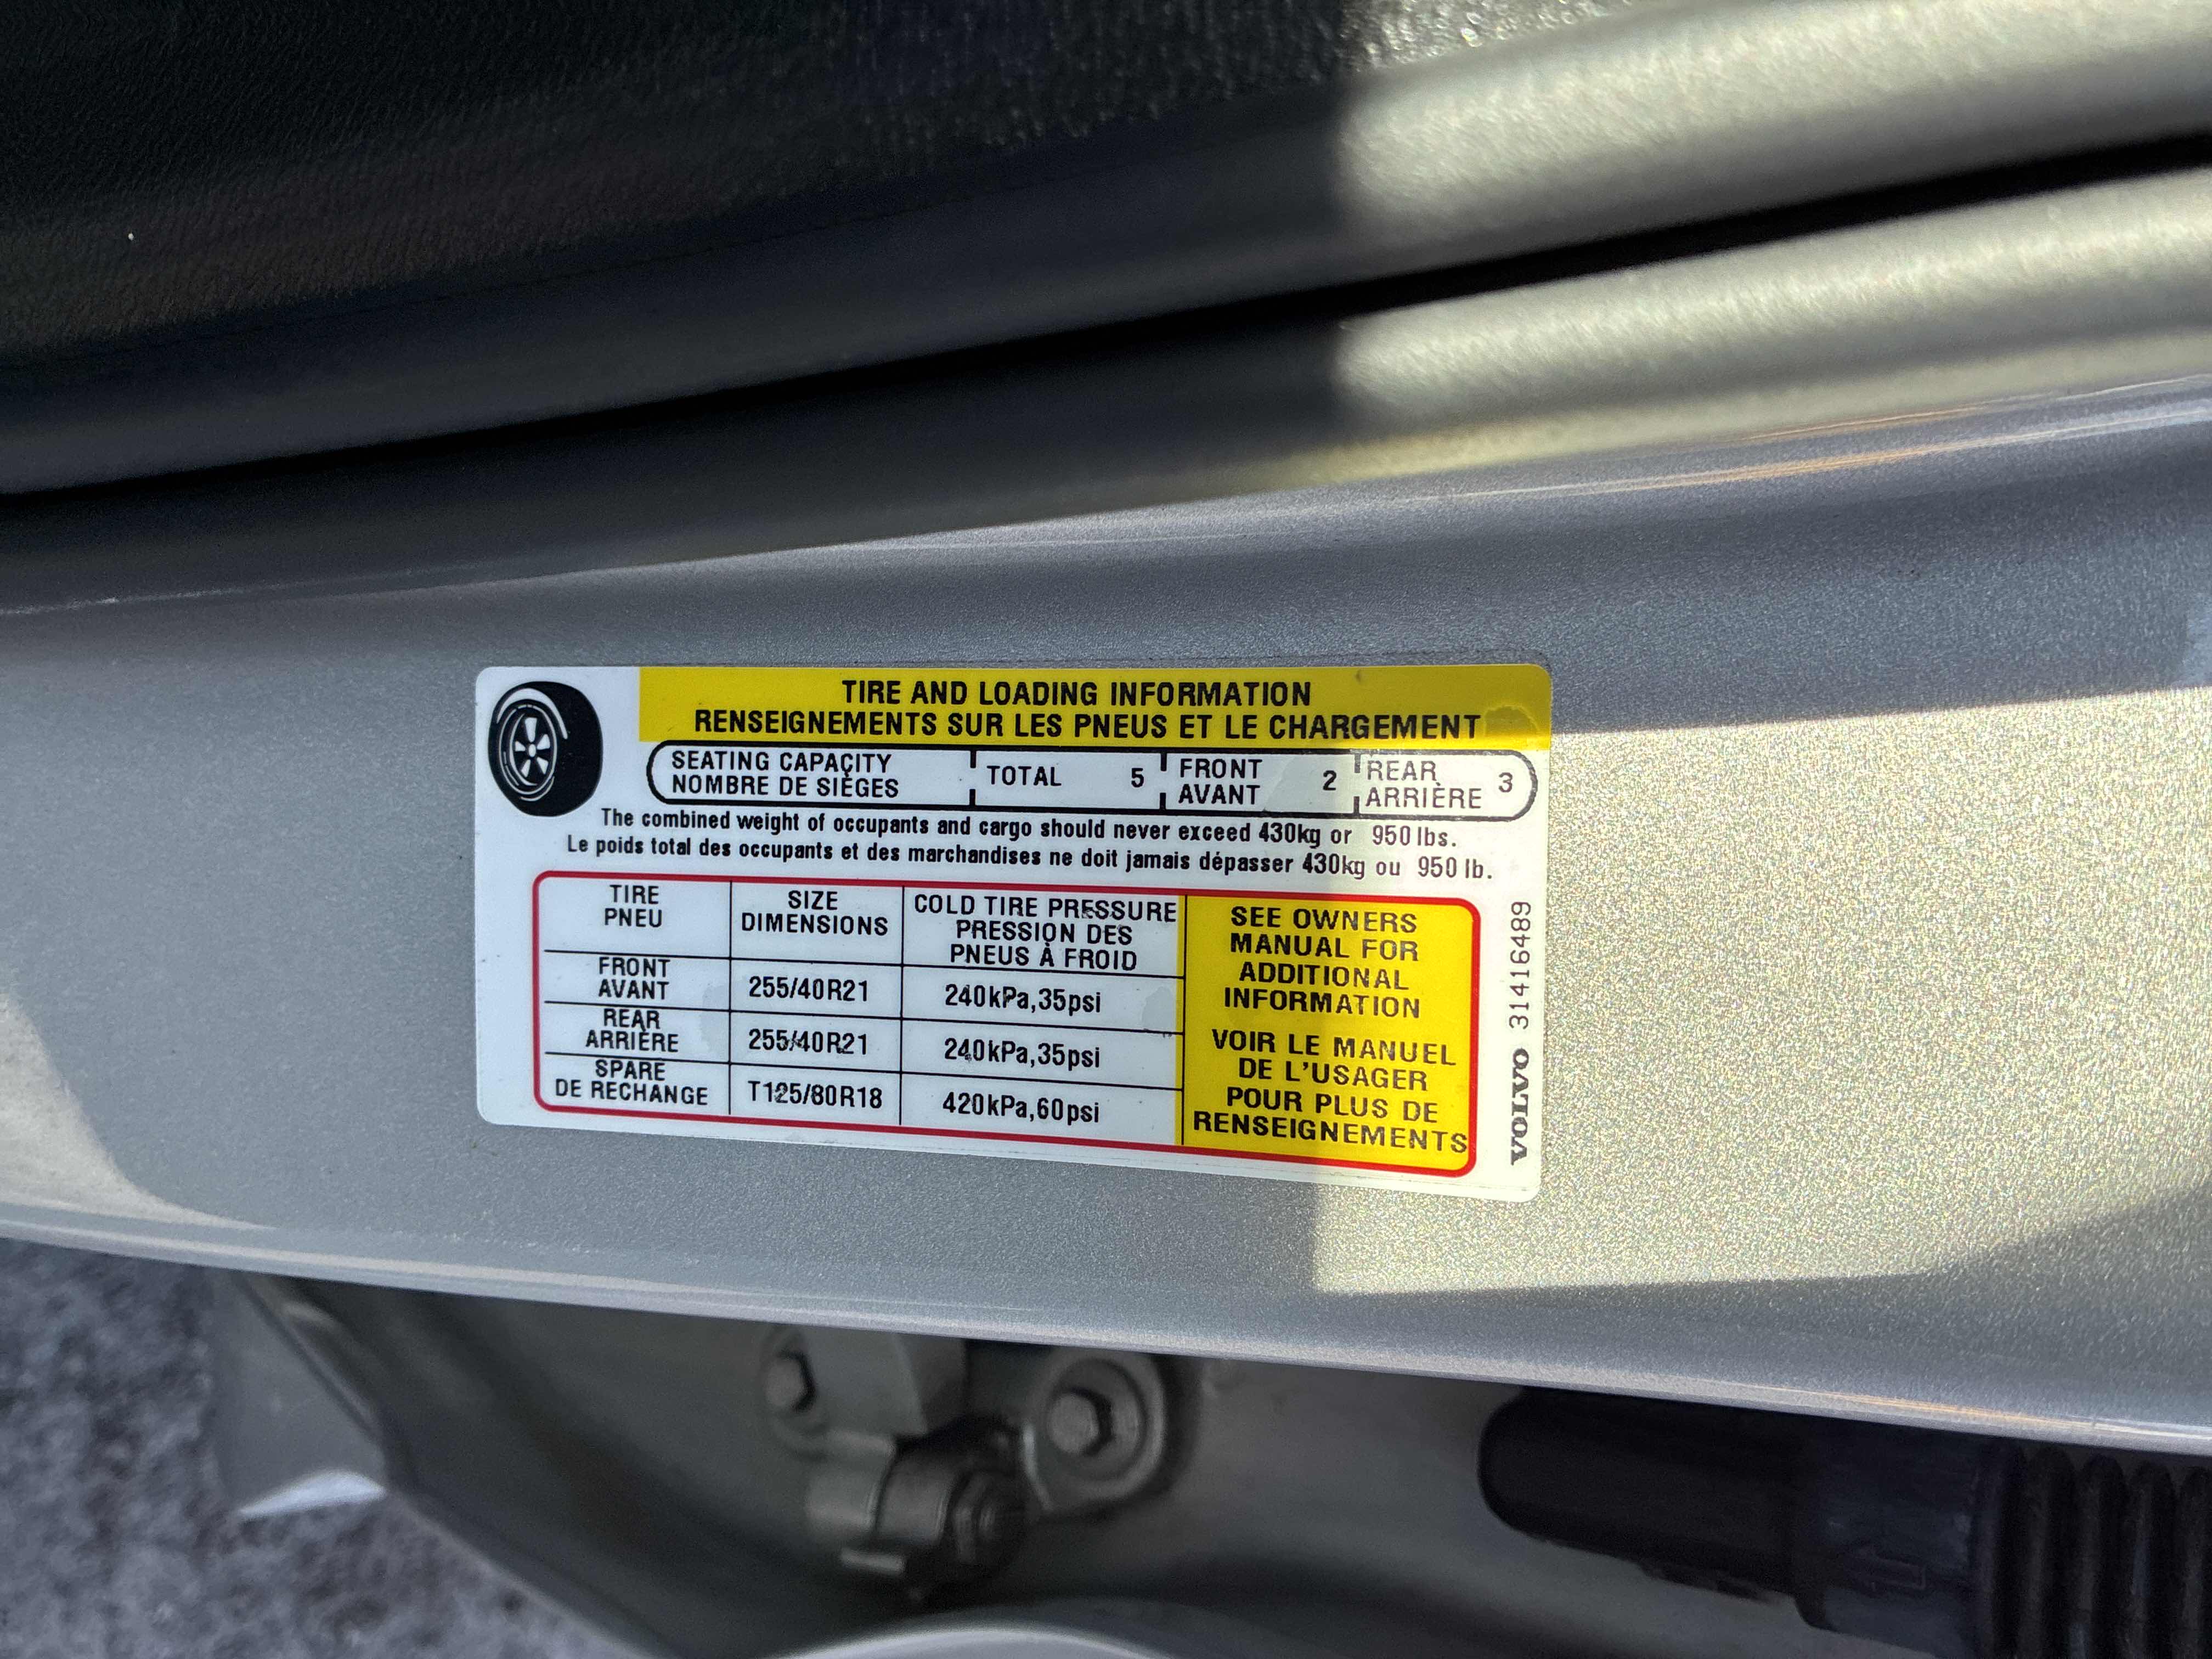 TIRE AND LOADING INFORMATION
RENSEIGNEMENTS SUR LES PNEUS ET LE CHARGEMENT
SEATING CAPACITY
NOMBRE DE SIÈGES
TOTAL 5
FRONT
AVANT
2
REAR
ARRIÈRE
3
The combined weight of occupants and cargo should never exceed 430kg or 950 lbs.
Le poids total des occupants et des marchandises ne doit jamais dépasser 430kg ou 950 lb.
TIRE
PNEU
SIZE
DIMENSIONS
COLD TIRE PRESSURE
PRESSION DES
PNEUS À FROID
FRONT
AVANT
255/40R21
240kPa,35psi
REAR
ARRIÈRE
255/40R21
240kPa,35psi
SPARE
DE RECHANGE
T125/80R18
420kPa,60psi
SEE OWNERS
MANUAL FOR
ADDITIONAL
INFORMATION
VOIR LE MANUEL
DE L'USAGER
POUR PLUS DE
RENSEIGNEMENTS
VOLVO 31416489